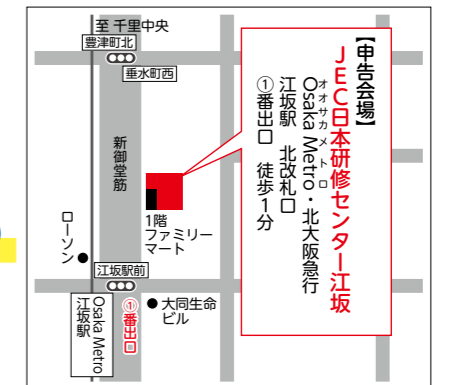 【申告会場】
JEC日本研修センター江坂
オオサカメトロ
Osaka Metro・北大阪急行
江坂駅 北改札口
①番出口 徒歩1分
至 千里中央
豊津町北
垂水町西
新御堂筋
1階
ファミリー
マート
ローソン
江坂駅前
Osaka Metro
江坂駅
①番出口
大同生命
ビル